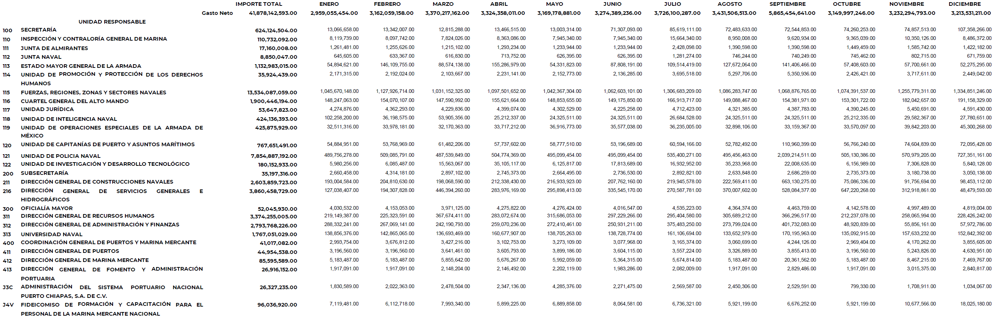 IMPORTE TOTAL ENERO FEBRERO MARZO ABRIL MAYO JUNIO JULIO AGOSTO SEPTIEMBRE OCTUBRE NOVIEMBRE DICIEMBRE
Gasto Neto 41,878,142,593.00 2,959,055,454.00 3,162,059,158.00 3,370,217,162.00 3,324,358,011.00 3,169,178,881.00 3,274,389,236.00 3,726,100,287.00 3,431,506,513.00 5,865,454,641.00 3,149,997,246.00 3,232,294,793.00 3,213,531,211.00
UNIDAD RESPONSABLE
100 SECRETARÍA 624,124,504.00 13,066,658.00 13,342,007.00 12,815,288.00 13,466,515.00 13,003,314.00 71,307,093.00 85,619,111.00 72,483,633.00 72,544,853.00 74,260,253.00 74,857,513.00 107,358,266.00
110 INSPECCIÓN Y CONTRALORÍA GENERAL DE MARINA 110,732,092.00 8,119,739.00 8,097,742.00 7,824,026.00 8,363,086.00 7,945,340.00 7,945,340.00 15,664,340.00 8,950,008.00 9,620,934.00 9,365,039.00 10,350,126.00 8,486,372.00
111 JUNTA DE ALMIRANTES 17,160,008.00 1,261,481.00 1,255,626.00 1,215,102.00 1,293,234.00 1,233,944.00 1,233,944.00 2,428,098.00 1,390,598.00 1,390,598.00 1,449,459.00 1,585,742.00 1,422,182.00
112 JUNTA NAVAL 8,850,047.00 645,605.00 633,367.00 616,830.00 713,752.00 626,395.00 626,395.00 1,281,274.00 746,244.00 740,249.00 745,462.00 802,715.00 671,759.00
113 ESTADO MAYOR GENERAL DE LA ARMADA 1,132,983,015.00 54,894,621.00 146,109,755.00 88,574,138.00 155,286,979.00 54,331,823.00 87,808,191.00 109,514,419.00 127,672,064.00 141,406,466.00 57,408,603.00 57,700,661.00 52,275,295.00
114 UNIDAD DE PROMOCIÓN Y PROTECCIÓN DE LOS DERECHOS 35,924,439.00 2,171,315.00 2,192,024.00 2,103,667.00 2,231,141.00 2,152,773.00 2,136,285.00 3,695,518.00 5,297,706.00 5,350,936.00 2,426,421.00 3,717,611.00 2,449,042.00
HUMANOS
115 FUERZAS, REGIONES, ZONAS Y SECTORES NAVALES 13,534,087,059.00 1,045,670,148.00 1,127,926,714.00 1,031,152,325.00 1,097,501,652.00 1,042,367,304.00 1,062,603,101.00 1,306,683,209.00 1,086,283,747.00 1,068,876,765.00 1,074,391,537.00 1,255,779,311.00 1,334,851,246.00
116 CUARTEL GENERAL DEL ALTO MANDO 1,900,446,194.00 148,247,063.00 154,070,107.00 147,590,992.00 155,621,664.00 148,853,655.00 149,175,850.00 166,913,717.00 149,088,467.00 154,381,971.00 153,301,722.00 182,042,657.00 191,158,329.00
117 UNIDAD JURÍDICA 53,647,823.00 4,274,876.00 4,362,293.00 4,229,836.00 4,399,074.00 4,302,529.00 4,225,258.00 4,712,423.00 4,321,385.00 4,387,783.00 4,390,245.00 5,450,691.00 4,591,430.00
118 UNIDAD DE INTELIGENCIA NAVAL 424,136,393.00 102,258,200.00 36,198,575.00 53,905,356.00 25,212,337.00 24,325,511.00 24,325,511.00 26,684,528.00 24,325,511.00 24,325,511.00 25,212,335.00 29,582,367.00 27,780,651.00
119 UNIDAD DE OPERACIONES ESPECIALES DE LA ARMADA DE 425,875,929.00 32,511,316.00 33,978,181.00 32,170,363.00 33,717,212.00 36,916,773.00 35,577,038.00 36,235,005.00 32,898,106.00 33,159,367.00 33,570,097.00 39,842,203.00 45,300,268.00
MÉXICO
120 UNIDAD DE CAPITANÍAS DE PUERTO Y ASUNTOS MARÍTIMOS 767,651,491.00 54,884,951.00 53,768,969.00 61,482,206.00 57,737,602.00 58,777,510.00 53,196,689.00 60,594,166.00 52,782,492.00 110,960,399.00 56,766,240.00 74,604,839.00 72,095,428.00
121 UNIDAD DE POLICIA NAVAL 7,854,887,192.00 489,756,278.00 509,085,791.00 487,539,849.00 504,774,369.00 495,099,454.00 495,099,454.00 535,400,271.00 495,456,463.00 2,039,214,511.00 505,130,386.00 570,979,205.00 727,351,161.00
122 UNIDAD DE INVESTIGACIÓN Y DESARROLLO TECNOLÓGICO 180,152,933.00 5,980,256.00 6,085,487.00 15,563,067.00 35,105,117.00 6,125,817.00 17,813,689.00 16,932,952.00 35,233,968.00 22,008,635.00 6,156,989.00 7,306,828.00 5,840,128.00
200 SUBSECRETARÍA 35,197,316.00 2,660,458.00 4,314,181.00 2,897,102.00 2,745,373.00 2,664,495.00 2,736,530.00 2,892,821.00 2,633,848.00 2,686,259.00 2,735,373.00 3,180,738.00 3,050,138.00
211 DIRECCIÓN GENERAL DE CONSTRUCCIONES NAVALES 2,603,859,723.00 193,004,584.00 204,810,630.00 198,068,590.00 212,338,430.00 216,933,923.00 207,762,160.00 219,945,578.00 222,569,411.00 663,130,275.00 75,086,336.00 91,756,694.00 98,453,112.00
216 DIRECCIÓN GENERAL DE SERVICIOS GENERALES E 3,860,458,729.00 127,038,407.00 194,307,828.00 446,394,260.00 283,976,169.00 295,898,413.00 335,545,170.00 270,587,781.00 370,007,602.00 528,084,377.00 647,220,268.00 312,918,861.00 48,479,593.00
HIDROGRÁFICOS
300 OFICIALÍA MAYOR 52,045,930.00 4,030,532.00 4,153,053.00 3,971,125.00 4,275,822.00 4,276,424.00 4,016,547.00 4,535,223.00 4,364,374.00 4,463,759.00 4,142,578.00 4,997,489.00 4,819,004.00
311 DIRECCIÓN GENERAL DE RECURSOS HUMANOS 3,374,255,005.00 219,149,387.00 225,323,591.00 367,674,411.00 283,072,674.00 315,686,053.00 297,229,266.00 295,404,580.00 305,689,212.00 366,296,517.00 212,237,078.00 258,065,994.00 228,426,242.00
312 DIRECCIÓN GENERAL DE ADMINISTRACIÓN Y FINANZAS 2,793,768,226.00 288,332,241.00 267,069,141.00 242,190,793.00 259,070,236.00 272,410,461.00 250,931,211.00 375,483,250.00 273,799,024.00 401,732,083.00 48,920,839.00 55,856,161.00 57,972,786.00
313 UNIVERSIDAD NAVAL 1,767,051,029.00 138,856,376.00 142,865,065.00 136,693,469.00 160,677,907.00 138,705,263.00 138,728,774.00 161,106,694.00 133,652,979.00 170,195,963.00 135,092,915.00 157,633,232.00 152,842,392.00
400 COORDINACIÓN GENERAL DE PUERTOS Y MARINA MERCANTE 41,017,082.00 2,993,754.00 3,676,812.00 3,427,216.00 3,102,753.00 3,273,109.00 3,077,968.00 3,165,374.00 3,060,699.00 4,244,126.00 2,969,404.00 4,170,262.00 3,855,605.00
411 DIRECCIÓN GENERAL DE PUERTOS 44,954,538.00 3,196,560.00 3,196,560.00 3,641,461.00 3,605,793.00 3,899,186.00 3,604,115.00 3,557,224.00 3,326,889.00 3,855,413.00 3,196,560.00 5,243,826.00 4,630,951.00
412 DIRECCIÓN GENERAL DE MARINA MERCANTE 85,595,589.00 5,183,487.00 5,183,487.00 5,855,642.00 5,676,267.00 5,992,059.00 5,364,315.00 5,674,814.00 5,183,487.00 20,361,562.00 5,183,487.00 8,467,215.00 7,469,767.00
413 DIRECCIÓN GENERAL DE FOMENTO Y ADMINISTRACIÓN 26,916,152.00 1,917,091.00 1,917,091.00 2,148,204.00 2,146,492.00 2,202,119.00 1,983,286.00 2,082,009.00 1,917,091.00 2,829,486.00 1,917,091.00 3,015,375.00 2,840,817.00
PORTUARIA
J3C ADMINISTRACIÓN DEL SISTEMA PORTUARIO NACIONAL 26,327,235.00 1,830,589.00 2,022,363.00 2,478,504.00 2,347,136.00 4,285,376.00 2,271,475.00 2,569,587.00 2,450,306.00 2,529,591.00 799,330.00 1,708,911.00 1,034,067.00
PUERTO CHIAPAS, S.A. DE C.V.
J4V FIDEICOMISO DE FORMACIÓN Y CAPACITACIÓN PARA EL 96,036,920.00 7,119,481.00 6,112,718.00 7,993,340.00 5,899,225.00 6,889,858.00 8,064,581.00 6,736,321.00 5,921,199.00 6,676,252.00 5,921,199.00 10,677,566.00 18,025,180.00
PERSONAL DE LA MARINA MERCANTE NACIONAL